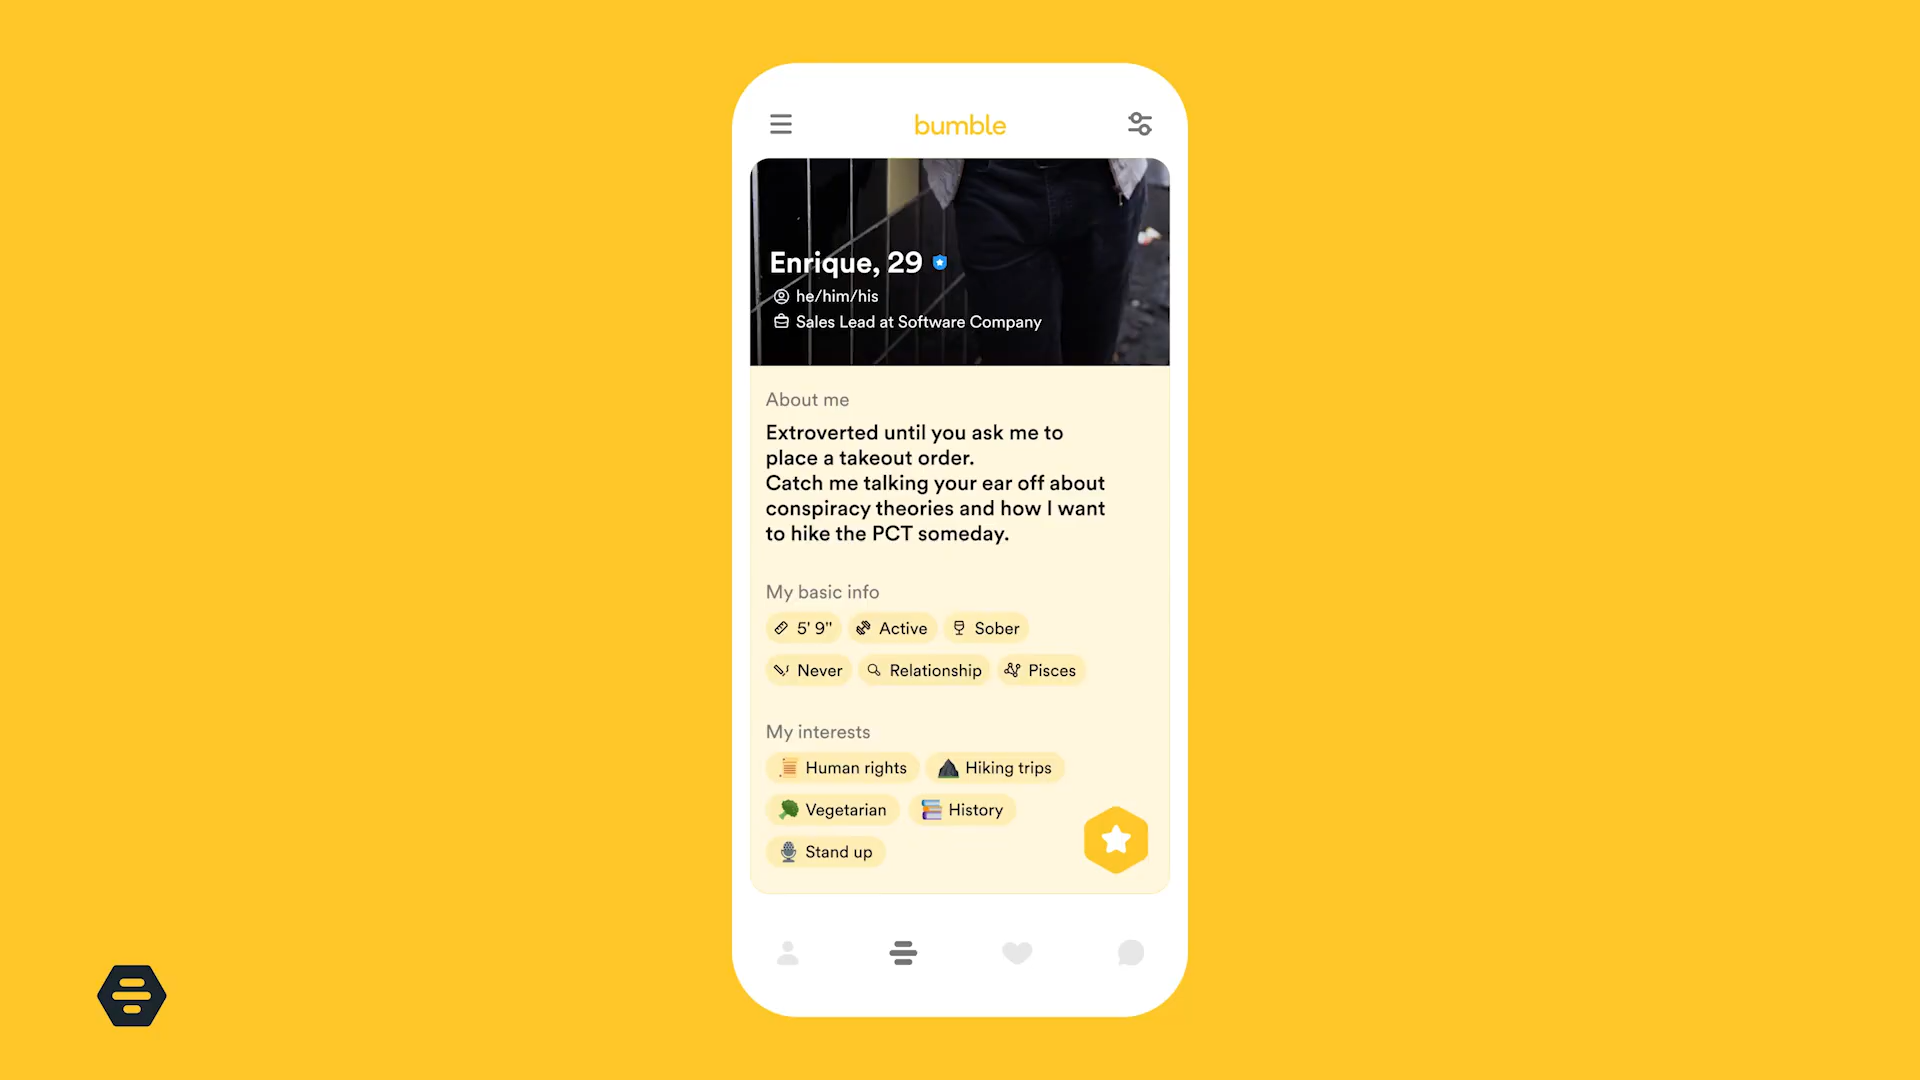 bumble
Enrique, 29
he/him/his
Sales Lead at Software Company
About me
Extroverted until you ask me to
place a takeout order.
Catch me talking your ear off about
conspiracy theories and how I want
to hike the PCT someday.
My basic info
5' 9" Active Sober
Never Relationship Pisces
My interests
Human rights Hiking trips
Vegetarian History
Stand up